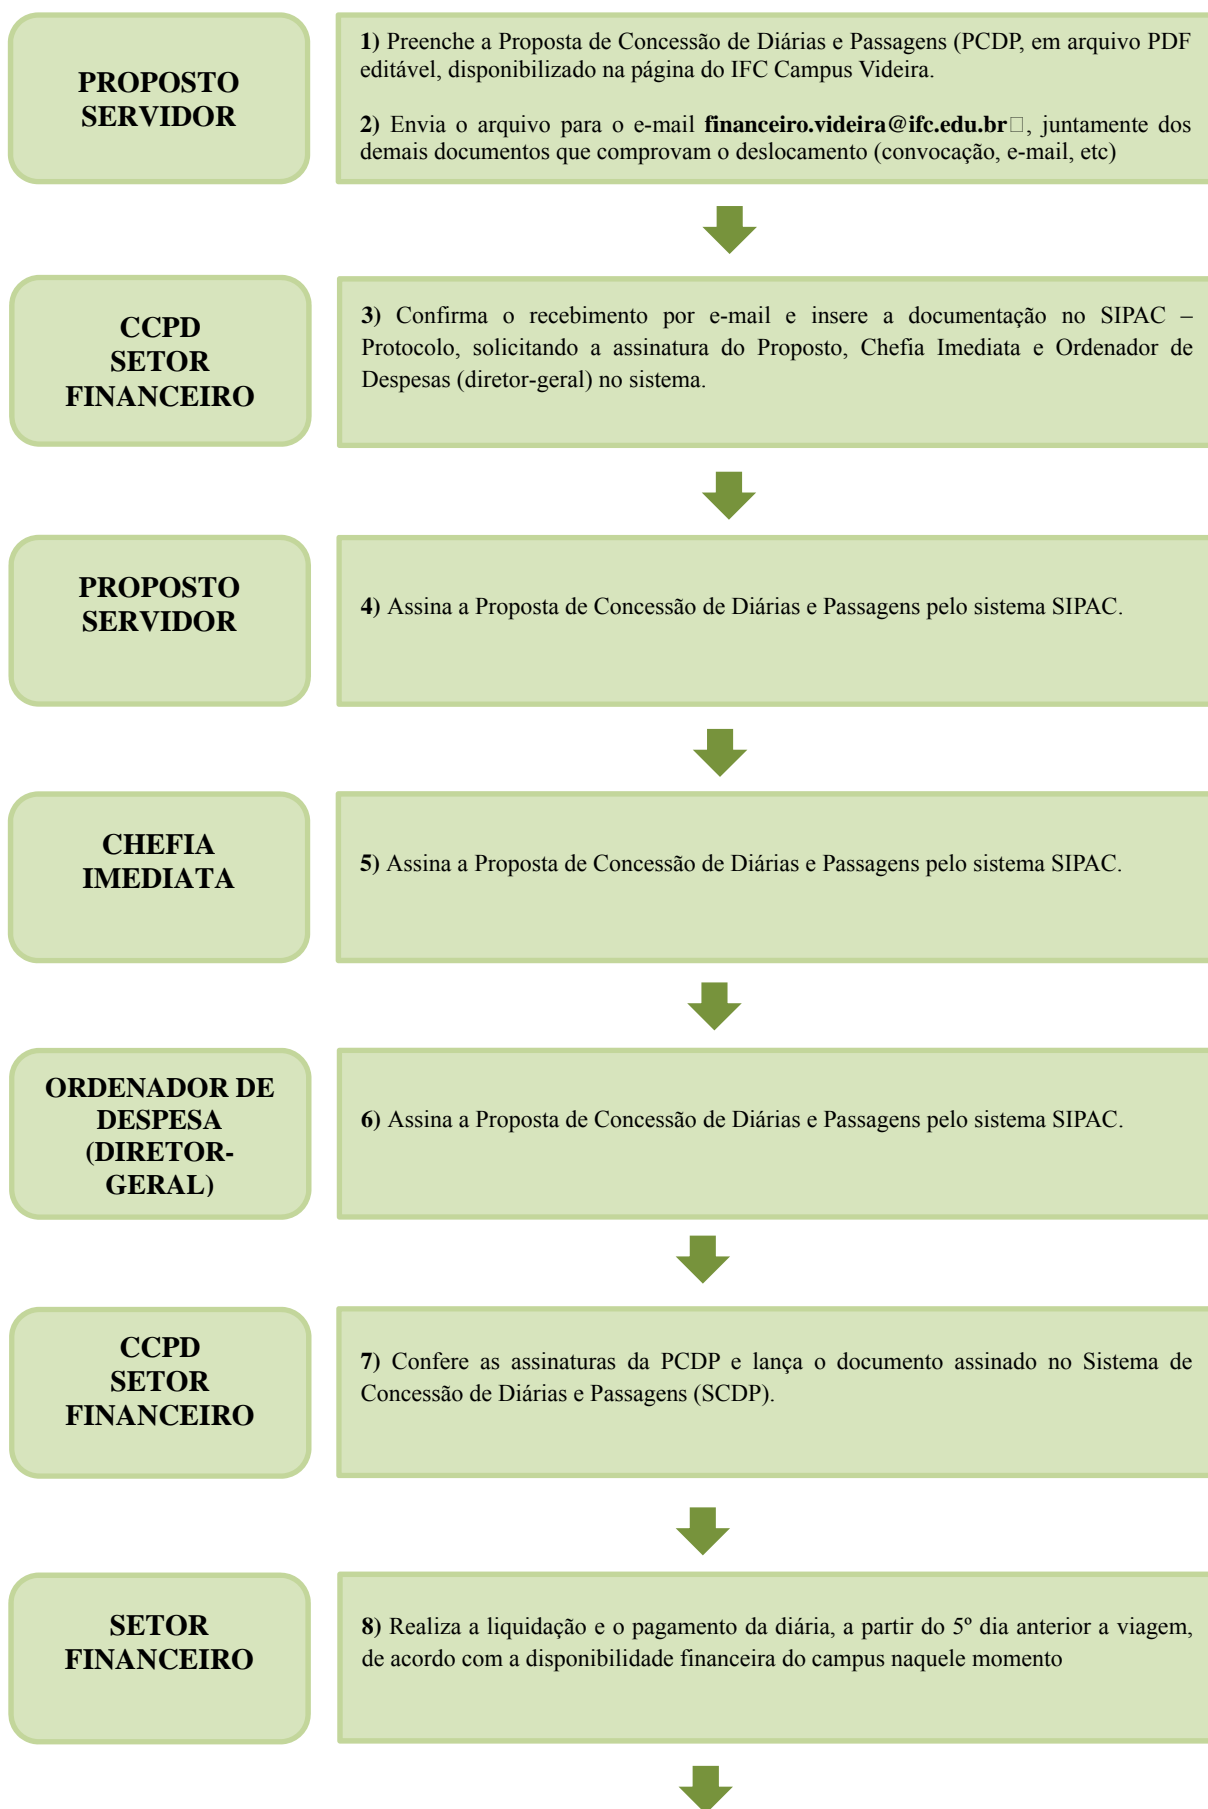 PROPOSTO
SERVIDOR
1) Preenche a Proposta de Concessão de Diárias e Passagens (PCDP, em arquivo PDF
editável, disponibilizado na página do IFC Campus Videira.
2) Envia o arquivo para o e-mail financeiro.videira@ifc.edu.br□, juntamente dos
demais documentos que comprovam o deslocamento (convocação, e-mail, etc)
CCPD
SETOR
FINANCEIRO
3) Confirma o recebimento por e-mail e insere a documentação no SIPAC –
Protocolo, solicitando a assinatura do Proposto, Chefia Imediata e Ordenador de
Despesas (diretor-geral) no sistema.
PROPOSTO
SERVIDOR
4) Assina a Proposta de Concessão de Diárias e Passagens pelo sistema SIPAC.
CHEFIA
IMEDIATA
5) Assina a Proposta de Concessão de Diárias e Passagens pelo sistema SIPAC.
ORDENADOR DE
DESPESA
(DIRETOR-
GERAL)
6) Assina a Proposta de Concessão de Diárias e Passagens pelo sistema SIPAC.
CCPD
SETOR
FINANCEIRO
7) Confere as assinaturas da PCDP e lança o documento assinado no Sistema de
Concessão de Diárias e Passagens (SCDP).
SETOR
FINANCEIRO
8) Realiza a liquidação e o pagamento da diária, a partir do 5º dia anterior a viagem,
de acordo com a disponibilidade financeira do campus naquele momento